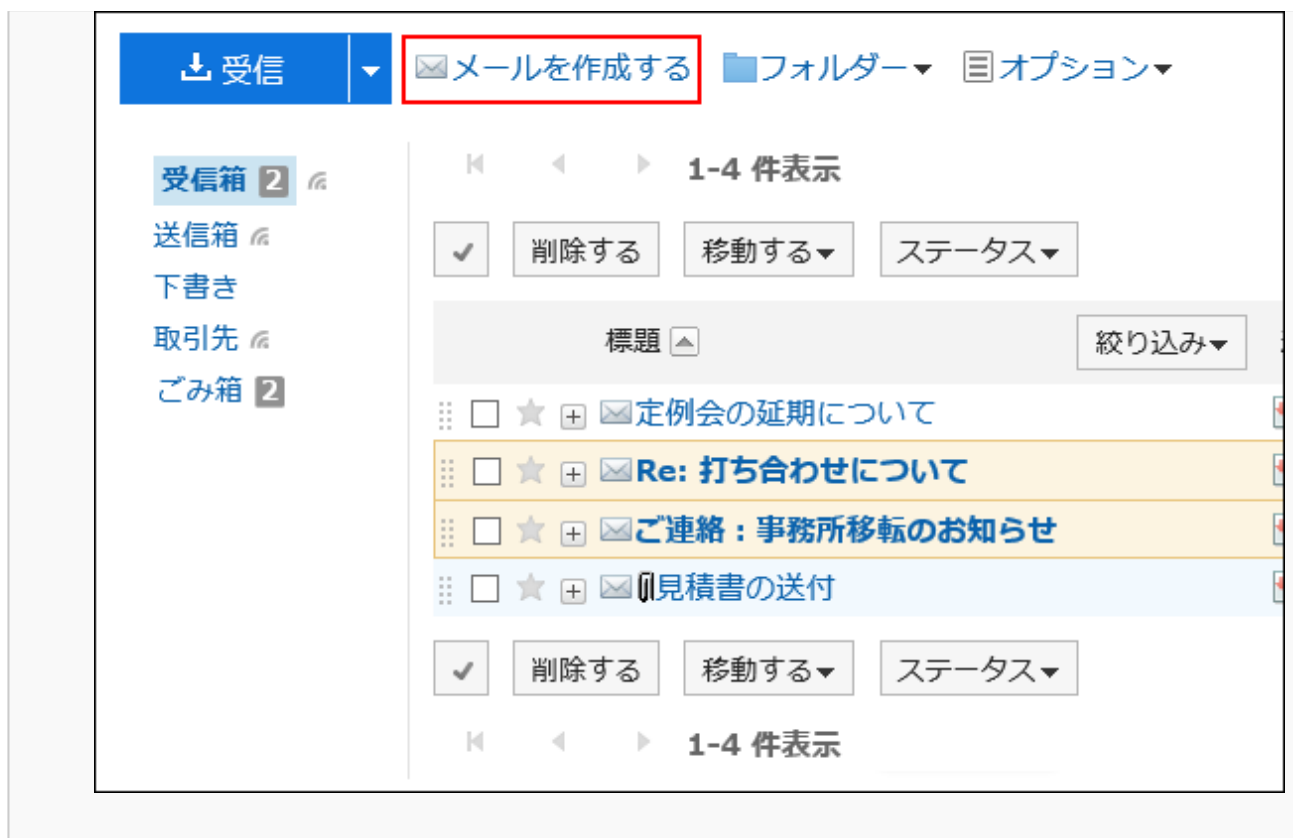 受信 メールを作成する フォルダー オプション
1-4 件表示
受信箱 2
送信箱
下書き
取引先
ごみ箱 2
削除する 移動する ステータス
標題 絞り込み
定例会の延期について
Re: 打ち合わせについて
ご連絡：事務所移転のお知らせ
見積書の送付
削除する 移動する ステータス
1-4 件表示